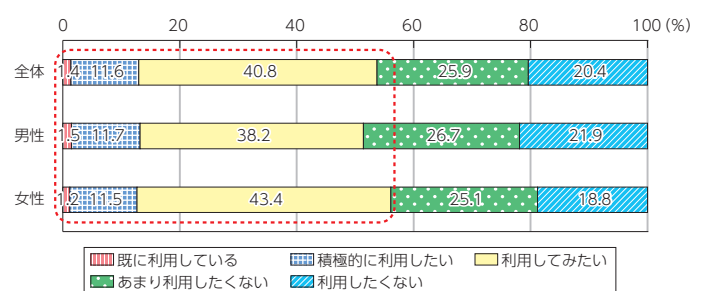 0 20 40 60 80 100 (%)
全体 1.4 11.6 40.8 25.9 20.4
男性 1.5 11.7 38.2 26.7 21.9
女性 1.2 11.5 43.4 25.1 18.8
既に利用している 積極的に利用したい 利用してみたい
あまり利用したくない 利用したくない